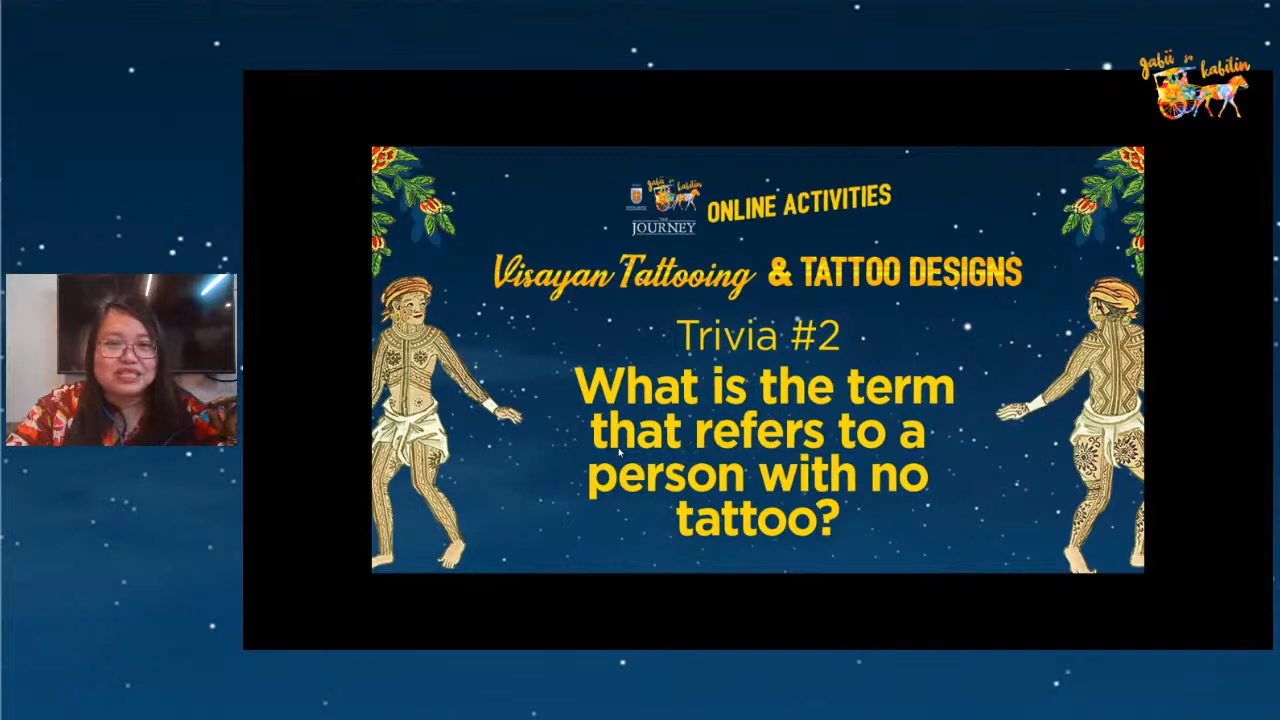 gabii sa kabilin
gabii sa kabilin
THE
JOURNEY
ONLINE ACTIVITIES
Visayan Tattooing & TATTOO DESIGNS
Trivia #2
What is the term
that refers to a
person with no
tattoo?